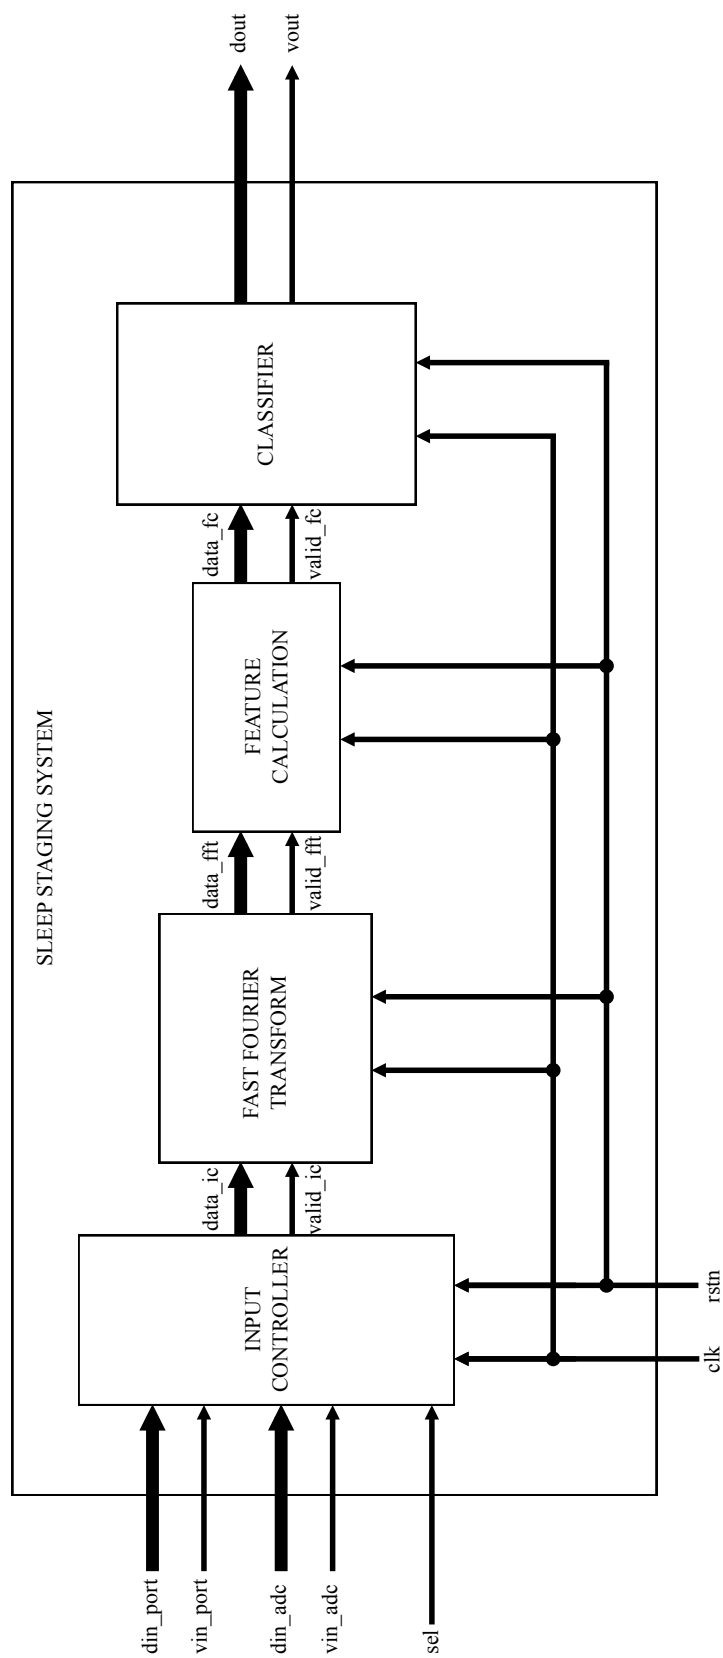 SLEEP STAGING SYSTEM
din_port
vin_port
din_adc
vin_adc
sel
INPUT
CONTROLLER
data_ic
valid_ic
FAST FOURIER
TRANSFORM
data_fft
valid_fft
FEATURE
CALCULATION
data_fc
valid_fc
CLASSIFIER
dout
vout
clk
rstn